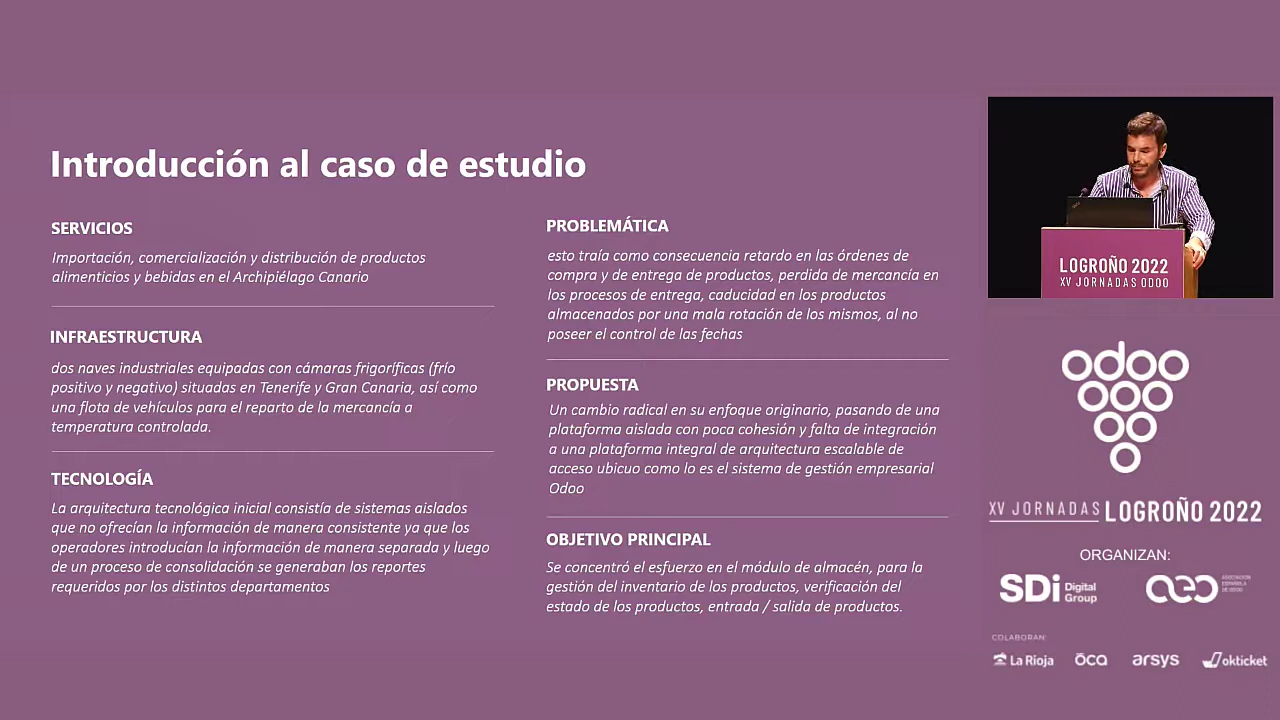 Introducción al caso de estudio
SERVICIOS
Importación, comercialización y distribución de productos
alimenticios y bebidas en el Archipiélago Canario
INFRAESTRUCTURA
dos naves industriales equipadas con cámaras frigoríficas (frío
positivo y negativo) situadas en Tenerife y Gran Canaria, así como
una flota de vehículos para el reparto de la mercancía a
temperatura controlada.
TECNOLOGÍA
La arquitectura tecnológica inicial consistía de sistemas aislados
que no ofrecían la información de manera consistente ya que los
operadores introducían la información de manera separada y luego
de un proceso de consolidación se generaban los reportes
requeridos por los distintos departamentos
PROBLEMÁTICA
esto traía como consecuencia retardo en las órdenes de
compra y de entrega de productos, perdida de mercancía en
los procesos de entrega, caducidad en los productos
almacenados por una mala rotación de los mismos, al no
poseer el control de las fechas
PROPUESTA
Un cambio radical en su enfoque originario, pasando de una
plataforma aislada con poca cohesión y falta de integración
a una plataforma integral de arquitectura escalable de
acceso ubicuo como lo es el sistema de gestión empresarial
Odoo
OBJETIVO PRINCIPAL
Se concentró el esfuerzo en el módulo de almacén, para la
gestión del inventario de los productos, verificación del
estado de los productos, entrada / salida de productos.
LOGROÑO 2022
XV JORNADAS ODOO
odoo
XV JORNADAS LOGROÑO 2022
ORGANIZAN:
SDi Digital
Group
aeo ASOCIACIÓN
ESPAÑOLA
DE ODOO
COLABORAN:
La Rioja
oca
arsys
okticket